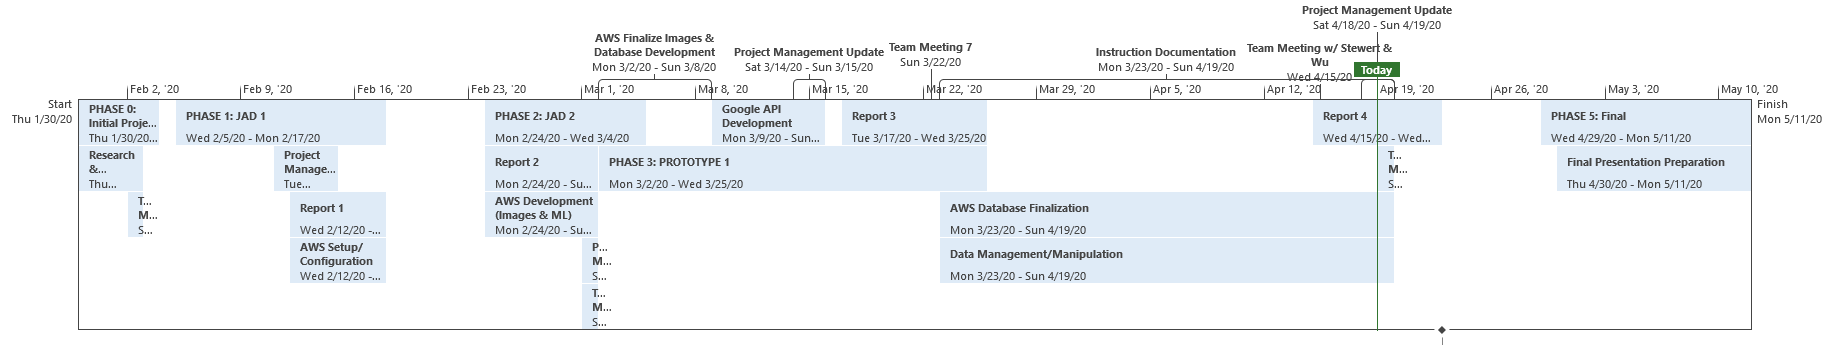 Project Management Update
Sat 4/18/20 - Sun 4/19/20
AWS Finalize Images &
Database Development
Mon 3/2/20 - Sun 3/8/20
Project Management Update
Sat 3/14/20 - Sun 3/15/20
Team Meeting 7
Sun 3/22/20
Instruction Documentation
Mon 3/23/20 - Sun 4/19/20
Team Meeting w/ Stewert &
Wu
Wed 4/15/20
Today
Feb 2, '20
Feb 9, '20
Feb 16, '20
Feb 23, '20
Mar 1, '20
Mar 8, '20
Mar 15, '20
Mar 22, '20
Mar 29, '20
Apr 5, '20
Apr 12, '20
Apr 19, '20
Apr 26, '20
May 3, '20
May 10, '20
Start
Thu 1/30/20
Finish
Mon 5/11/20
PHASE 0:
Initial Proje...
Thu 1/30/20...
PHASE 1: JAD 1
Wed 2/5/20 - Mon 2/17/20
PHASE 2: JAD 2
Mon 2/24/20 - Wed 3/4/20
Google API
Development
Mon 3/9/20 - Sun...
Report 3
Tue 3/17/20 - Wed 3/25/20
Report 4
Wed 4/15/20 - Wed...
PHASE 5: Final
Wed 4/29/20 - Mon 5/11/20
Research
&...
Thu...
Project
Manage...
Tue...
Report 2
Mon 2/24/20 - Su...
PHASE 3: PROTOTYPE 1
Mon 3/2/20 - Wed 3/25/20
T...
M...
S...
Final Presentation Preparation
Thu 4/30/20 - Mon 5/11/20
T...
M...
S...
Report 1
Wed 2/12/20 -...
AWS Development
(Images & ML)
Mon 2/24/20 - Su...
AWS Database Finalization
Mon 3/23/20 - Sun 4/19/20
AWS Setup/
Configuration
Wed 2/12/20 -...
P...
M...
S...
Data Management/Manipulation
Mon 3/23/20 - Sun 4/19/20
T...
M...
S...